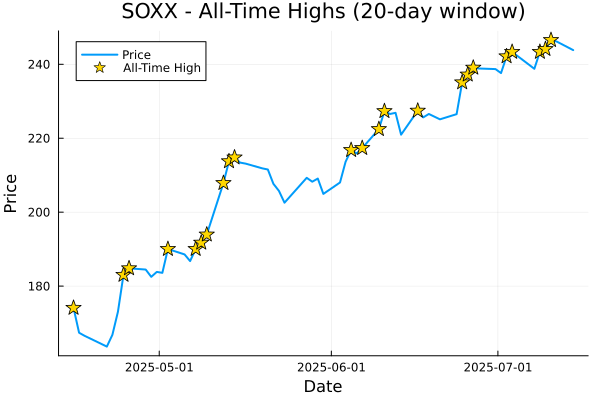 SOXX - All-Time Highs (20-day window)
Price
All-Time High
240
220
200
180
Price
2025-05-01
2025-06-01
2025-07-01
Date